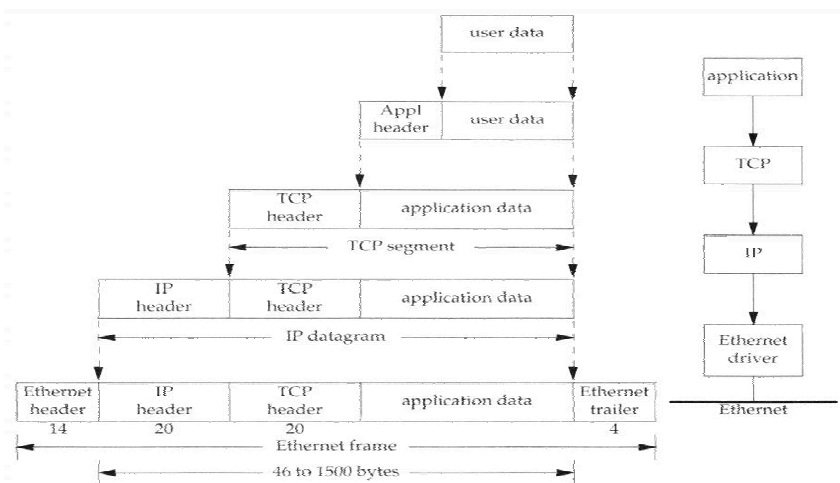 user data
Appl
header
user data
application
TCP
header
application data
TCP
TCP segment
IP
header
TCP
header
application data
IP
IP datagram
Ethernet
header
IP
header
TCP
header
application data
Ethernet
trailer
Ethernet
driver
14
20
20
4
Ethernet
Ethernet frame
46 to 1500 bytes